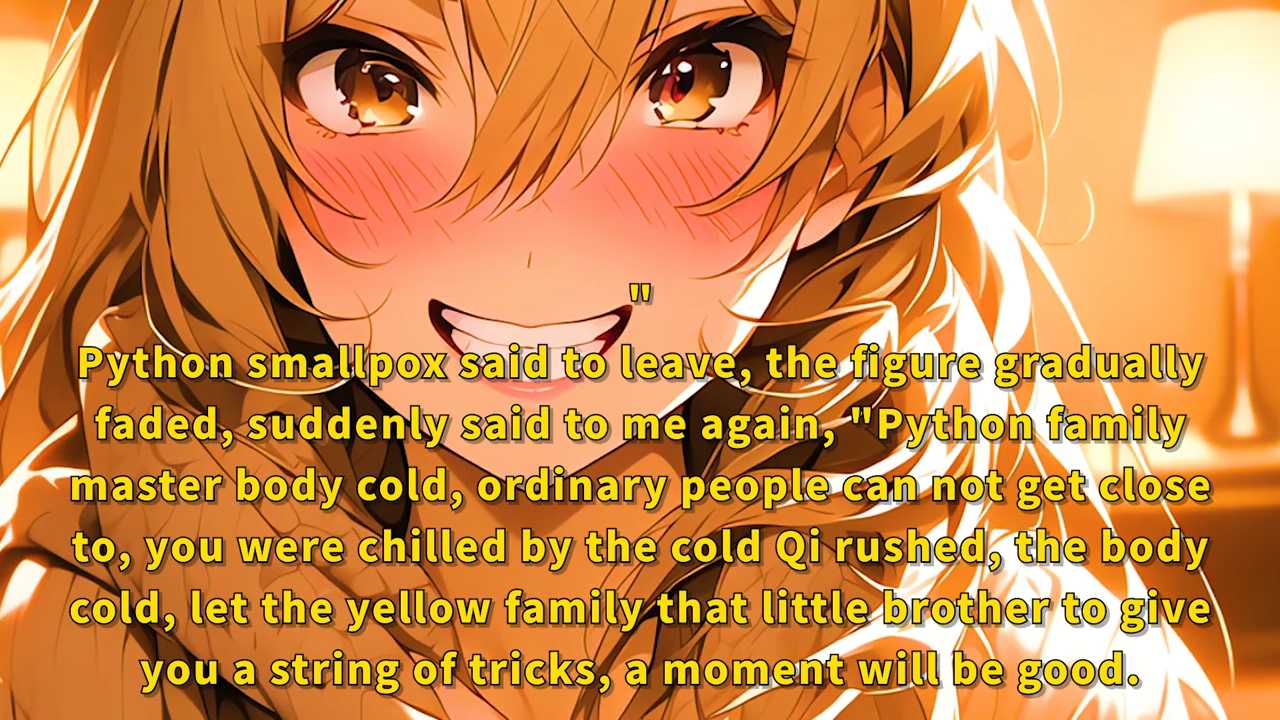 "
Python smallpox said to leave, the figure gradually
faded, suddenly said to me again, "Python family
master body cold, ordinary people can not get close
to, you were chilled by the cold Qi rushed, the body
cold, let the yellow family that little brother to give
you a string of tricks, a moment will be good.